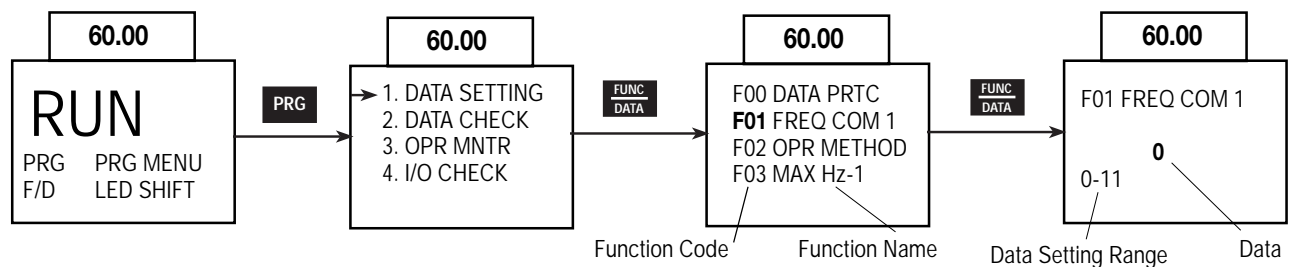 60.00
RUN
PRG PRG MENU
F/D LED SHIFT
PRG
60.00
1. DATA SETTING
2. DATA CHECK
3. OPR MNTR
4. I/O CHECK
FUNC
DATA
60.00
F00 DATA PRTC
F01 FREQ COM 1
F02 OPR METHOD
F03 MAX Hz-1
Function Code
Function Name
FUNC
DATA
60.00
F01 FREQ COM 1
0
0-11
Data Setting Range
Data